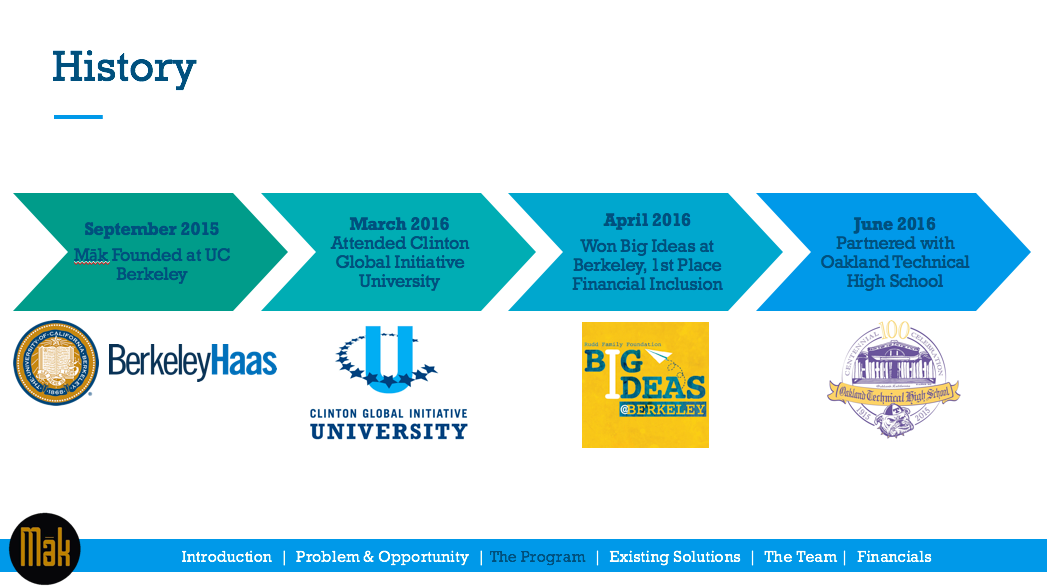 History
September 2015
Māk Founded at UC
Berkeley
March 2016
Attended Clinton
Global Initiative
University
April 2016
Won Big Ideas at
Berkeley, 1st Place
Financial Inclusion
June 2016
Partnered with
Oakland Technical
High School
THE·UNIVERSITY·OF·CALIFORNIA·BERKELEY
·1868·
BerkeleyHaas
U
CLINTON GLOBAL INITIATIVE
UNIVERSITY
Rudd Family Foundation
BIG
IDEAS
@BERKELEY
100
CENTENNIAL CELEBRATION
Oakland Technical High School
1915 2015
Māk
Introduction | Problem & Opportunity | The Program | Existing Solutions | The Team | Financials